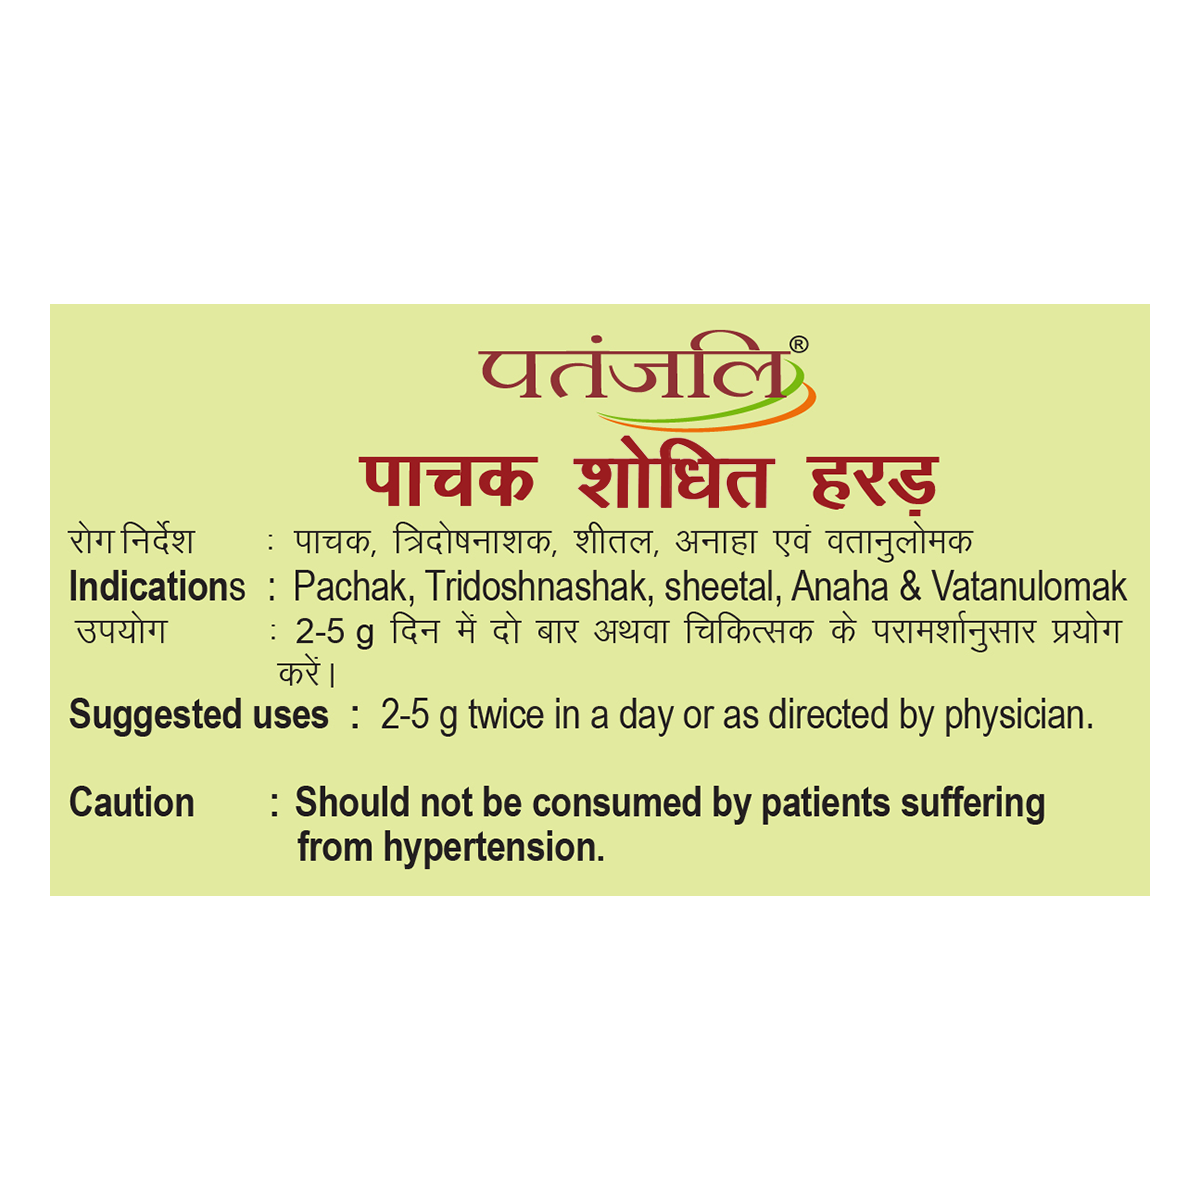 पतंजलि®
पाचक शोधित हरड़
रोग निर्देश : पाचक, त्रिदोषनाशक, शीतल, अनाहा एवं वतानुलोमक
Indications : Pachak, Tridoshnashak, sheetal, Anaha & Vatanulomak
उपयोग : 2-5 g दिन में दो बार अथवा चिकित्सक के परामर्शानुसार प्रयोग
करें।
Suggested uses : 2-5 g twice in a day or as directed by physician.
Caution : Should not be consumed by patients suffering
from hypertension.